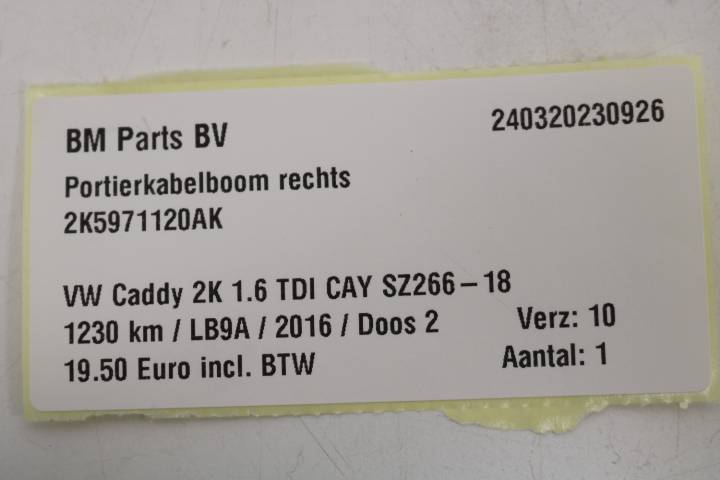 BM Parts BV 240320230926
Portierkabelboom rechts
2K5971120AK
VW Caddy 2K 1.6 TDI CAY SZ266-18
1230 km / LB9A / 2016 / Doos 2 Verz: 10
19.50 Euro incl. BTW Aantal: 1